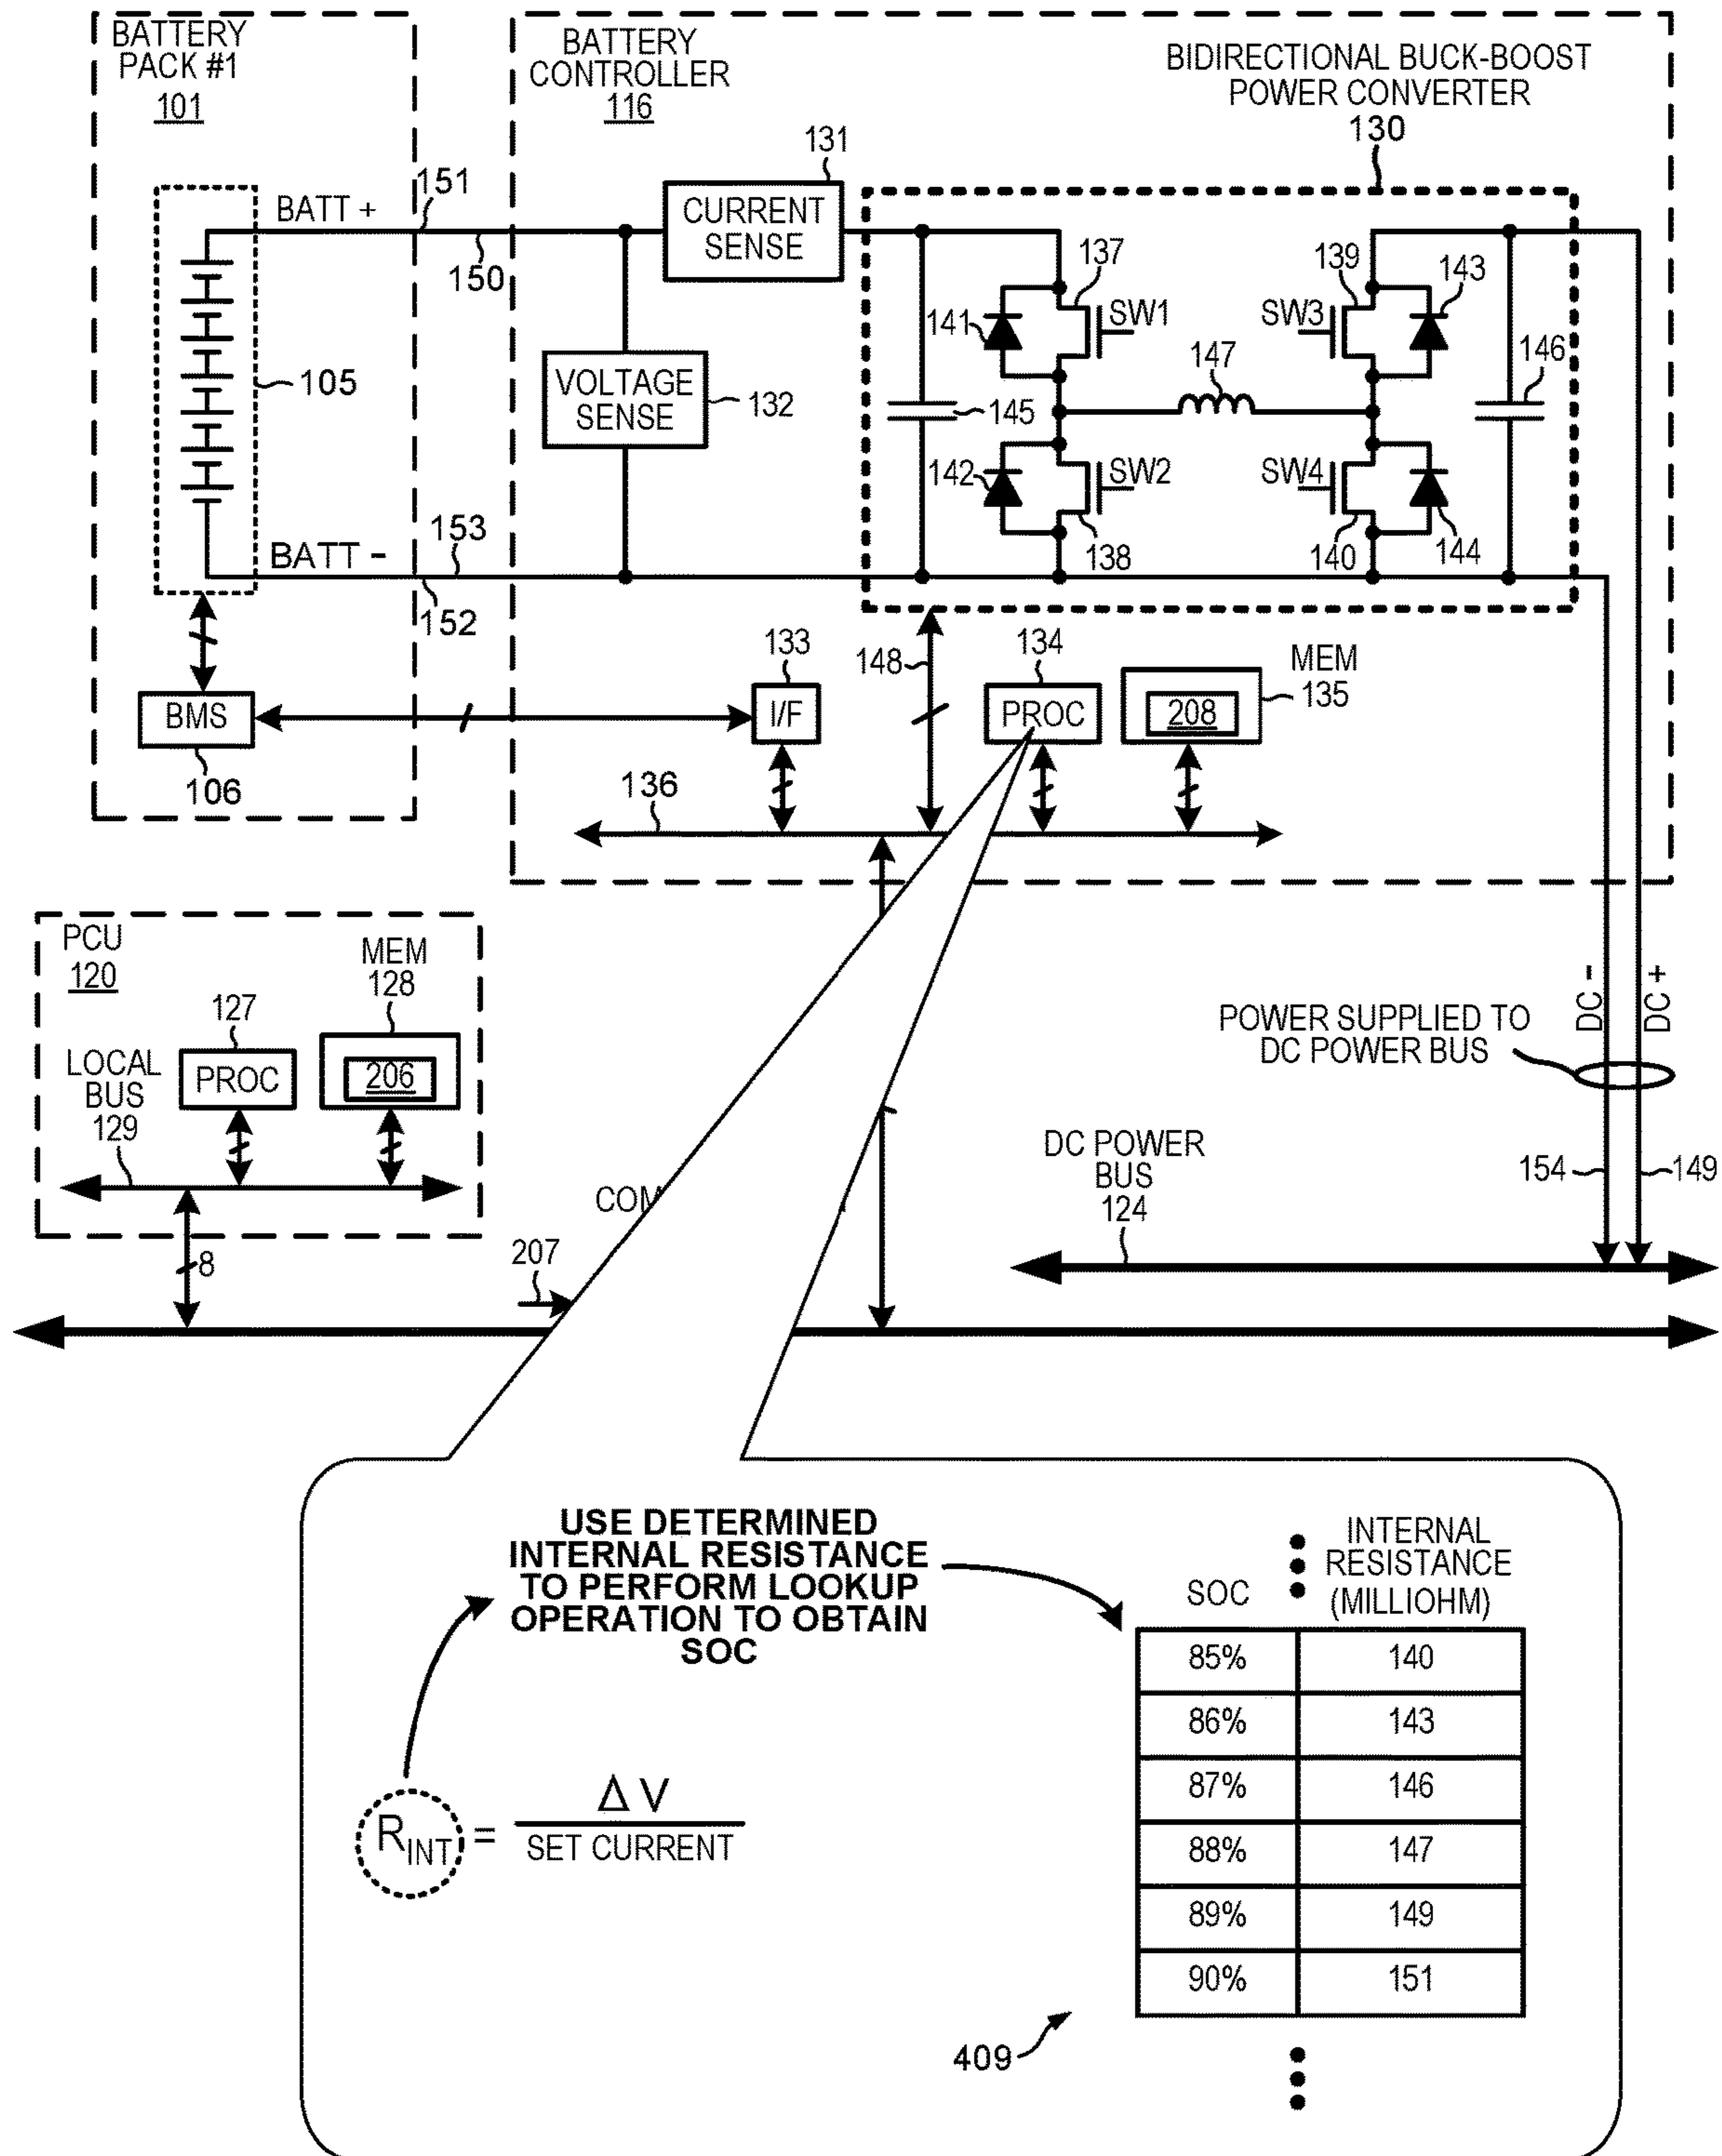 BATTERY
PACK #1
101
BATTERY
CONTROLLER
116
BIDIRECTIONAL BUCK-BOOST
POWER CONVERTER
130
131
CURRENT
SENSE
BATT +
151
150
137
139
143
141
SW1
SW3
147
146
105
VOLTAGE
SENSE
132
145
142
SW2
SW4
138
140
144
BATT -
153
152
BMS
106
133
I/F
148
134
PROC
MEM
135
208
136
PCU
120
MEM
128
127
LOCAL
BUS
129
PROC
206
8
207
COM
POWER SUPPLIED TO
DC POWER BUS
DC -
DC +
DC POWER
BUS
124
154
149
USE DETERMINED
INTERNAL RESISTANCE
TO PERFORM LOOKUP
OPERATION TO OBTAIN
SOC
R INT = Δ V
SET CURRENT
SOC
INTERNAL
RESISTANCE
(MILLIOHM)
85% 140
86% 143
87% 146
88% 147
89% 149
90% 151
409